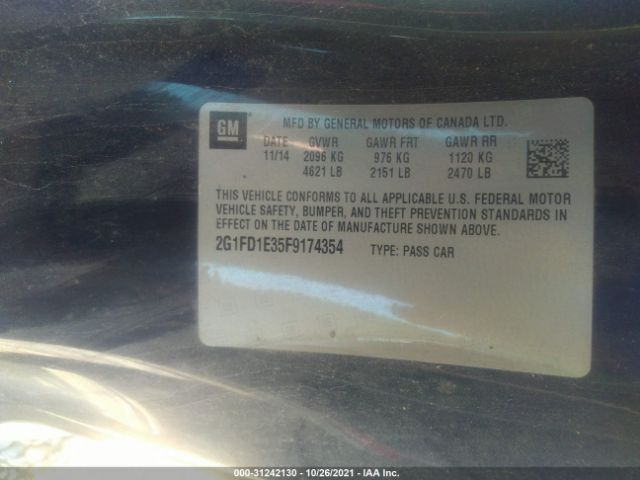 GM
MFD BY GENERAL MOTORS OF CANADA LTD.
DATE GVWR GAWR FRT GAWR RR
11/14 2096 KG 976 KG 1120 KG
4621 LB 2151 LB 2470 LB
THIS VEHICLE CONFORMS TO ALL APPLICABLE U.S. FEDERAL MOTOR
VEHICLE SAFETY, BUMPER, AND THEFT PREVENTION STANDARDS IN
EFFECT ON THE DATE OF MANUFACTURE SHOWN ABOVE.
2G1FD1E35F9174354 TYPE: PASS CAR
000-31242130 - 10/26/2021 - IAA Inc.